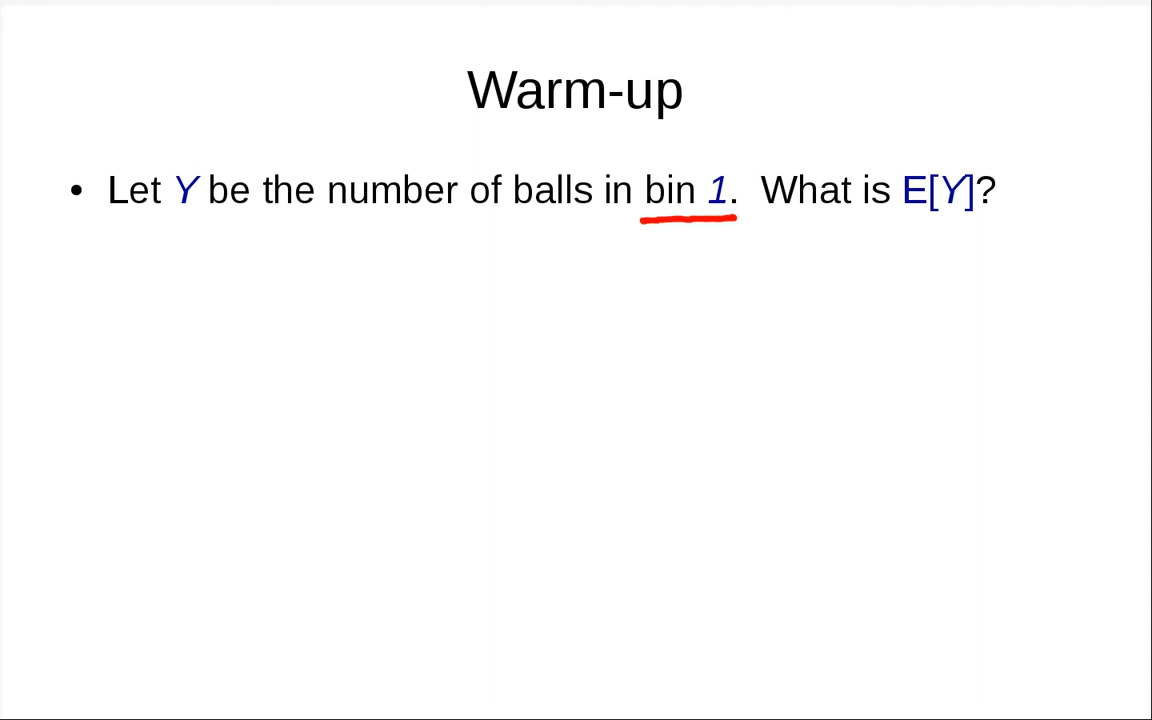 Warm-up
• Let Y be the number of balls in bin 1. What is E[Y]?